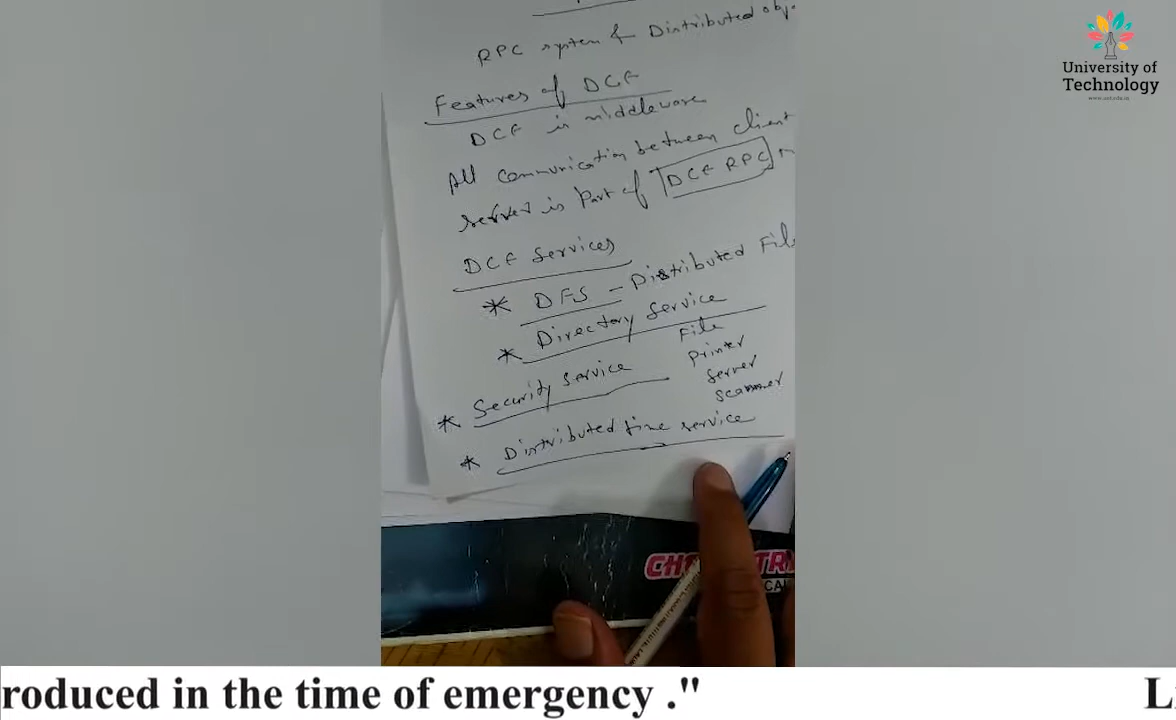 RPC system & Distributed obj
Features of DCE
DCE is middleware
All communication between client
server is part of DCE RPC
DCE Services
* DFS – Distributed File
* Directory Service
File
Printer
Server
Scanner
* Security Service
* Distributed time service
University of
Technology
roduced in the time of emergency ." L